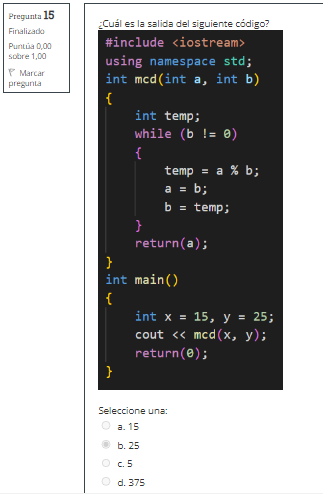 Pregunta 15
Finalizado
Puntúa 0,00
sobre 1,00
Marcar
pregunta
¿Cuál es la salida del siguiente código?
#include <iostream>
using namespace std;
int mcd(int a, int b)
{
int temp;
while (b != 0)
{
temp = a % b;
a = b;
b = temp;
}
return(a);
}
int main()
{
int x = 15, y = 25;
cout << mcd(x, y);
return(0);
}
Seleccione una:
a. 15
b. 25
c. 5
d. 375